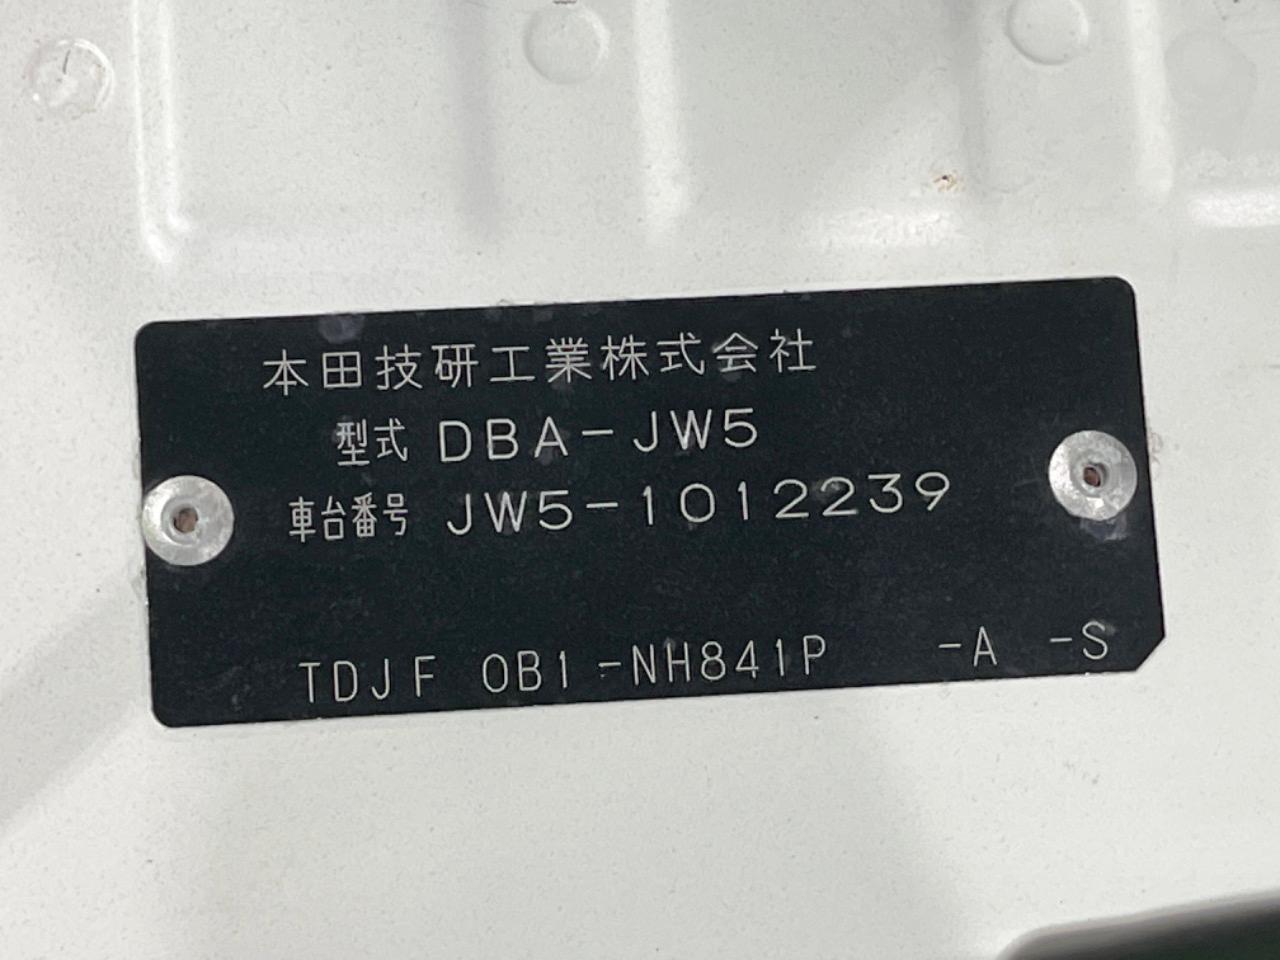 本田技研工業株式会社
型式 DBA-JW5
車台番号 JW5-1012239
TDJF 0B1-NH841P -A -S